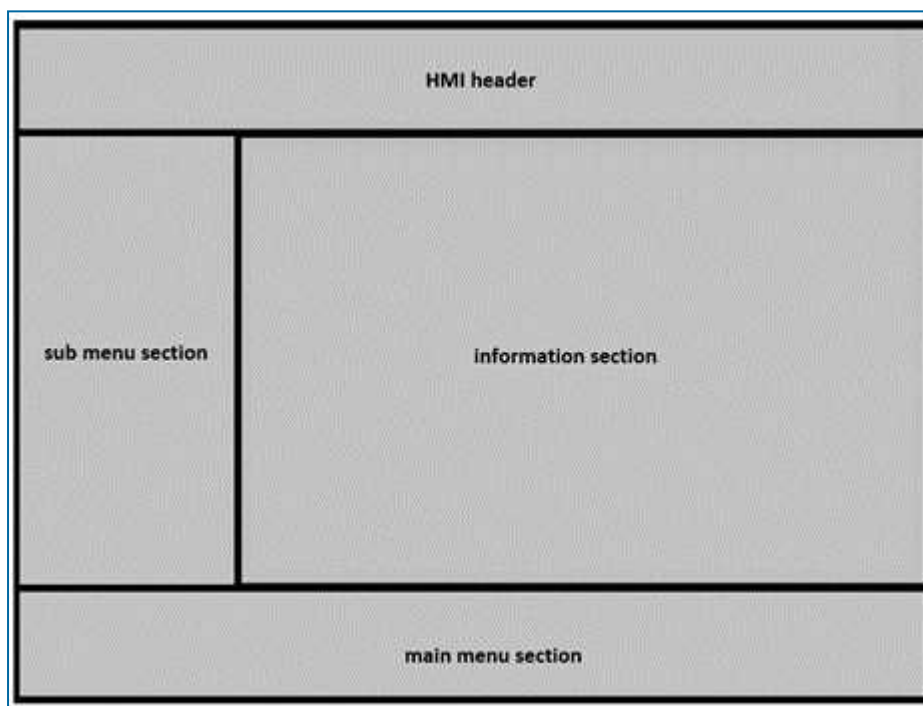 HMI header
sub menu section
information section
main menu section